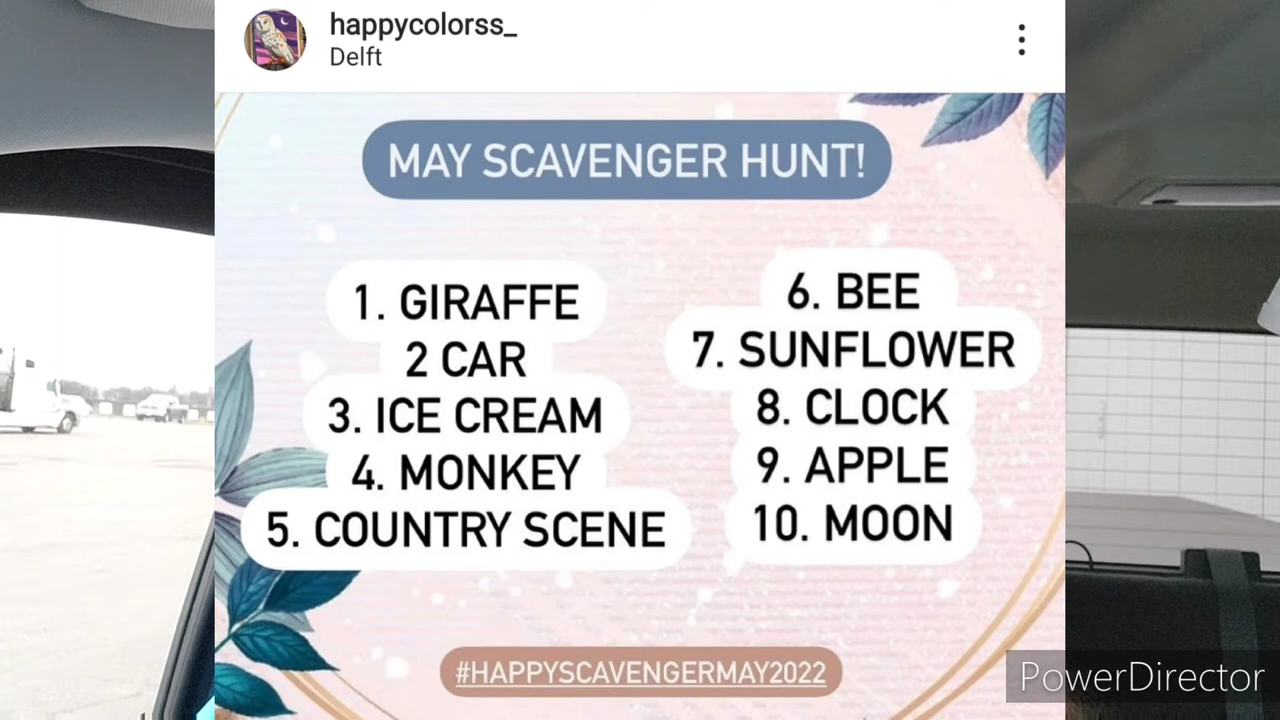 happycolorss_
Delft
MAY SCAVENGER HUNT!
1. GIRAFFE
2 CAR
3. ICE CREAM
4. MONKEY
5. COUNTRY SCENE
6. BEE
7. SUNFLOWER
8. CLOCK
9. APPLE
10. MOON
#HAPPYSCAVENGERMAY2022
PowerDirector